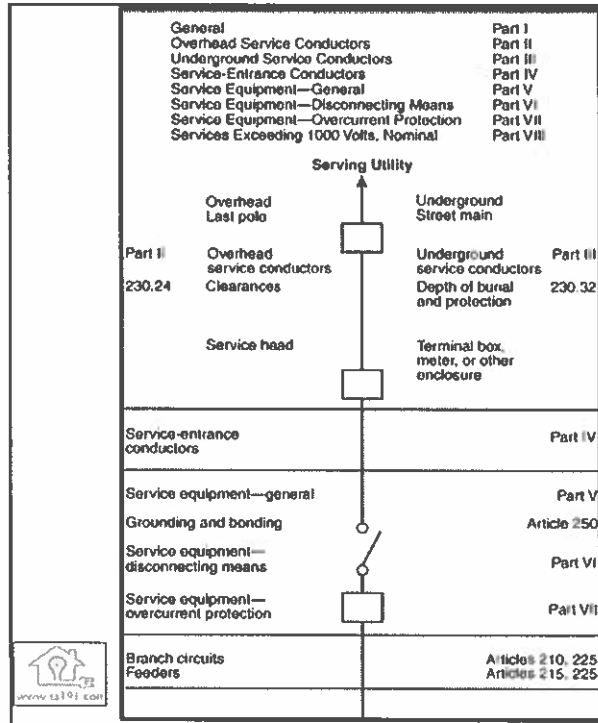 General Part I
Overhead Service Conductors Part II
Underground Service Conductors Part III
Service-Entrance Conductors Part IV
Service Equipment—General Part V
Service Equipment—Disconnecting Means Part VI
Service Equipment—Overcurrent Protection Part VII
Services Exceeding 1000 Volts, Nominal Part VIII
Serving Utility
Overhead Underground
Last pole Street main
Part II Overhead Underground Part III
service conductors service conductors
230.24 Clearances Depth of burial 230.32
and protection
Service head Terminal box,
meter, or other
enclosure
Service-entrance Part IV
conductors
Service equipment—general Part V
Grounding and bonding Article 250
Service equipment—
disconnecting means Part VI
Service equipment—
overcurrent protection Part VII
Branch circuits Articles 210, 225
Feeders Articles 215, 225